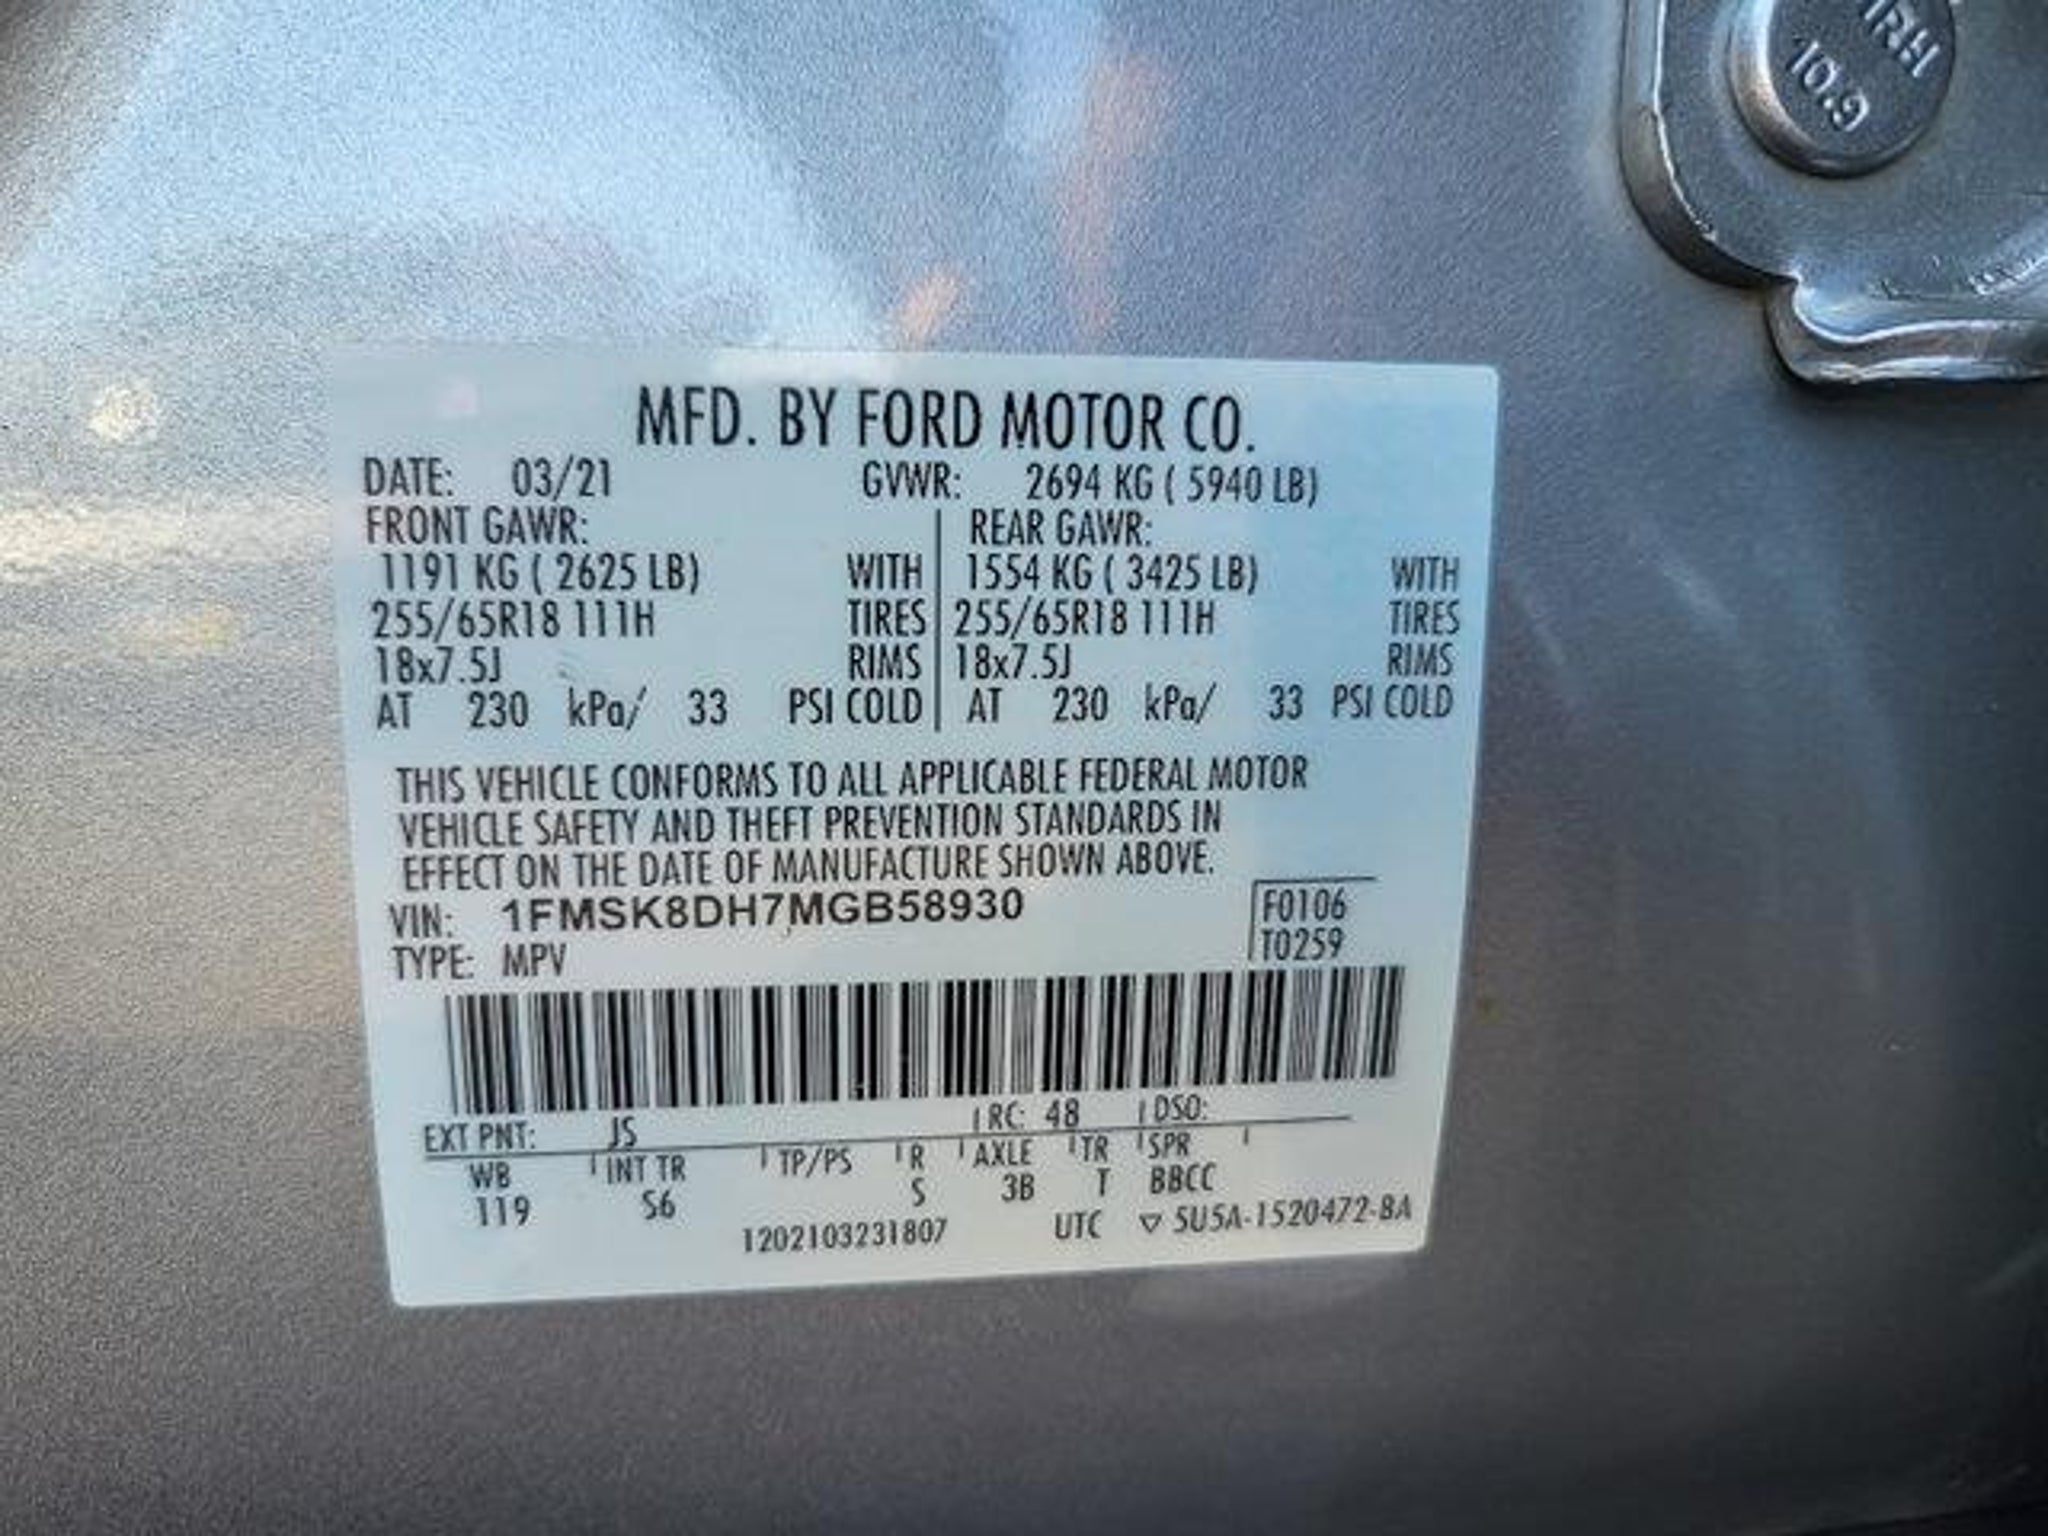 1RH
10.9
MFD. BY FORD MOTOR CO.
DATE: 03/21 GVWR: 2694 KG ( 5940 LB)
FRONT GAWR: REAR GAWR:
1191 KG ( 2625 LB) WITH 1554 KG ( 3425 LB) WITH
255/65R18 111H TIRES 255/65R18 111H TIRES
18x7.5J RIMS 18x7.5J RIMS
AT 230 kPa/ 33 PSI COLD AT 230 kPa/ 33 PSI COLD
THIS VEHICLE CONFORMS TO ALL APPLICABLE FEDERAL MOTOR
VEHICLE SAFETY AND THEFT PREVENTION STANDARDS IN
EFFECT ON THE DATE OF MANUFACTURE SHOWN ABOVE.
VIN: 1FMSK8DH7MGB58930 F0106
TYPE: MPV T0259
EXT PNT: JS RC: 48 DSO:
WB INT TR TP/PS R AXLE TR SPR
119 S6 S 3B T BBCC
1202103231807 UTC ▽ 5U5A-1520472-BA